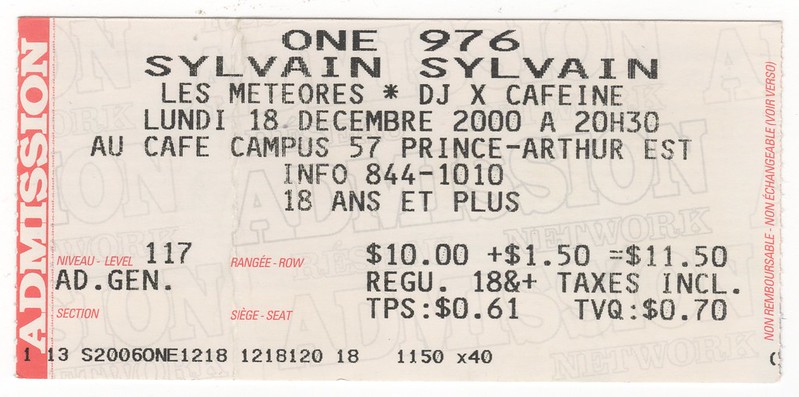 ADMISSION
ONE 976
SYLVAIN SYLVAIN
LES METEORES * DJ X CAFEINE
LUNDI 18 DECEMBRE 2000 A 20H30
AU CAFE CAMPUS 57 PRINCE-ARTHUR EST
INFO 844-1010
18 ANS ET PLUS
NIVEAU - LEVEL 117 RANGÉE - ROW $10.00 +$1.50 =$11.50
AD.GEN. REGU. 18&+ TAXES INCL.
SECTION SIÈGE - SEAT TPS:$0.61 TVQ:$0.70
1 13 S2006ONE1218 1218120 18 1150 x40
NON REMBOURSABLE - NON ÉCHANGEABLE (VOIR VERSO)
ADMISSION
NETWORK